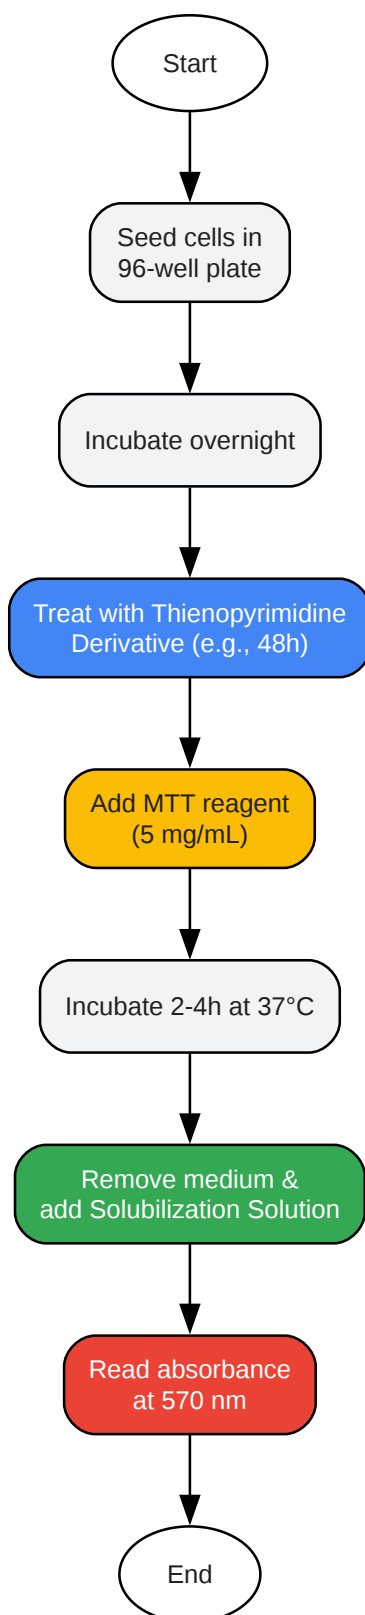 Start
Seed cells in
96-well plate
Incubate overnight
Treat with Thienopyrimidine
Derivative (e.g., 48h)
Add MTT reagent
(5 mg/mL)
Incubate 2-4h at 37°C
Remove medium &
add Solubilization Solution
Read absorbance
at 570 nm
End